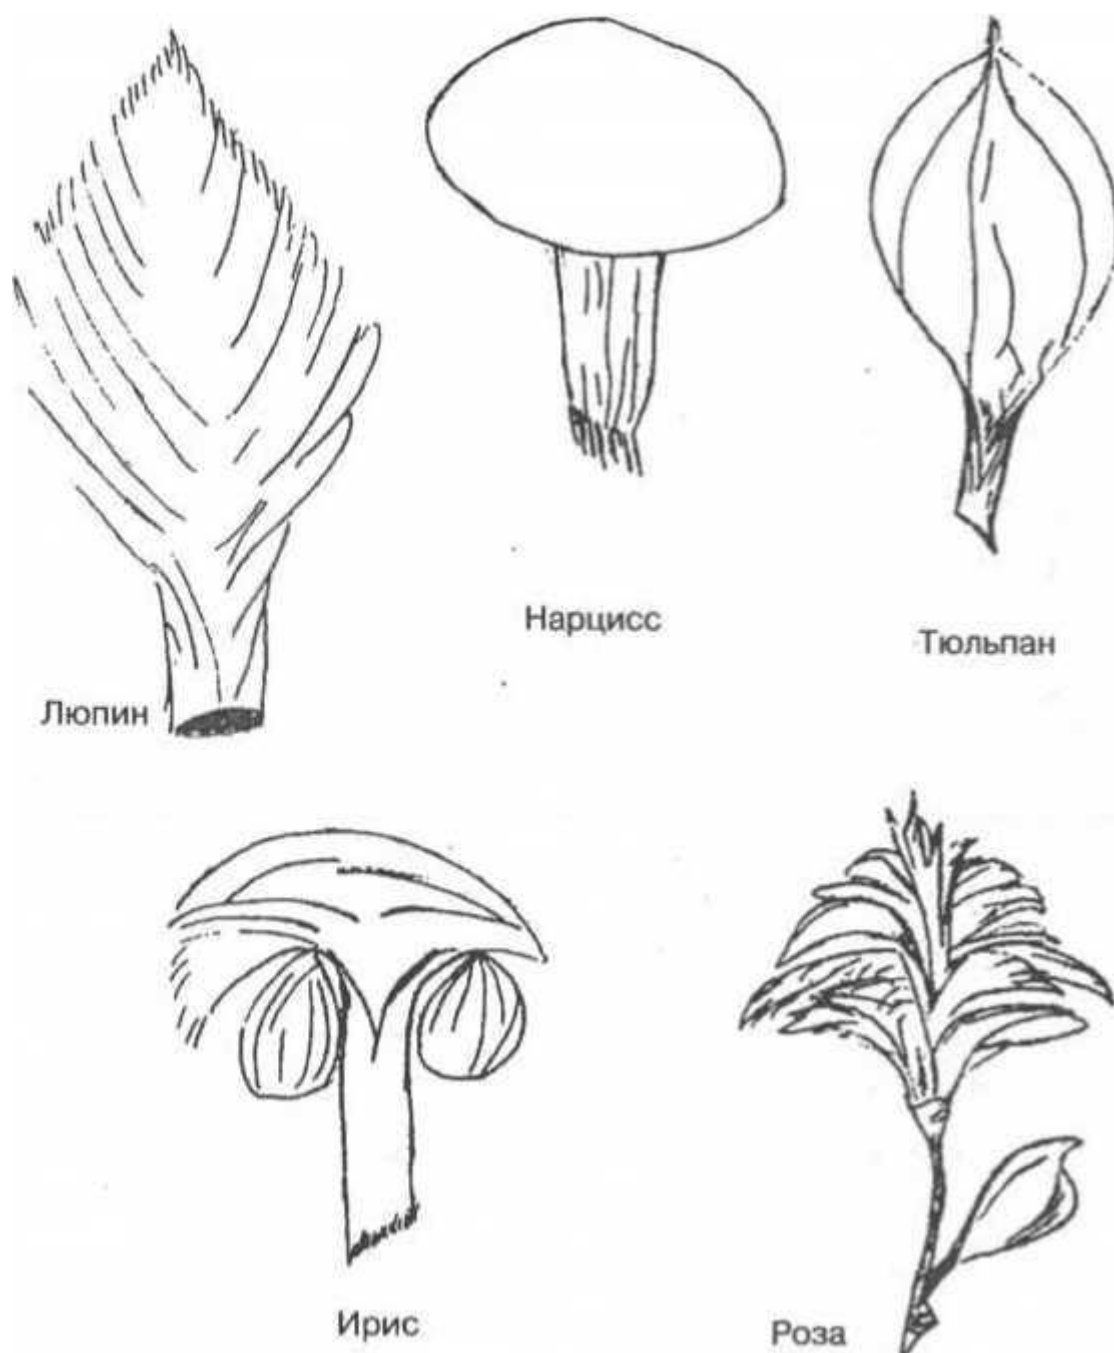 Нарцисс
Тюльпан
Люпин
Ирис
Роза